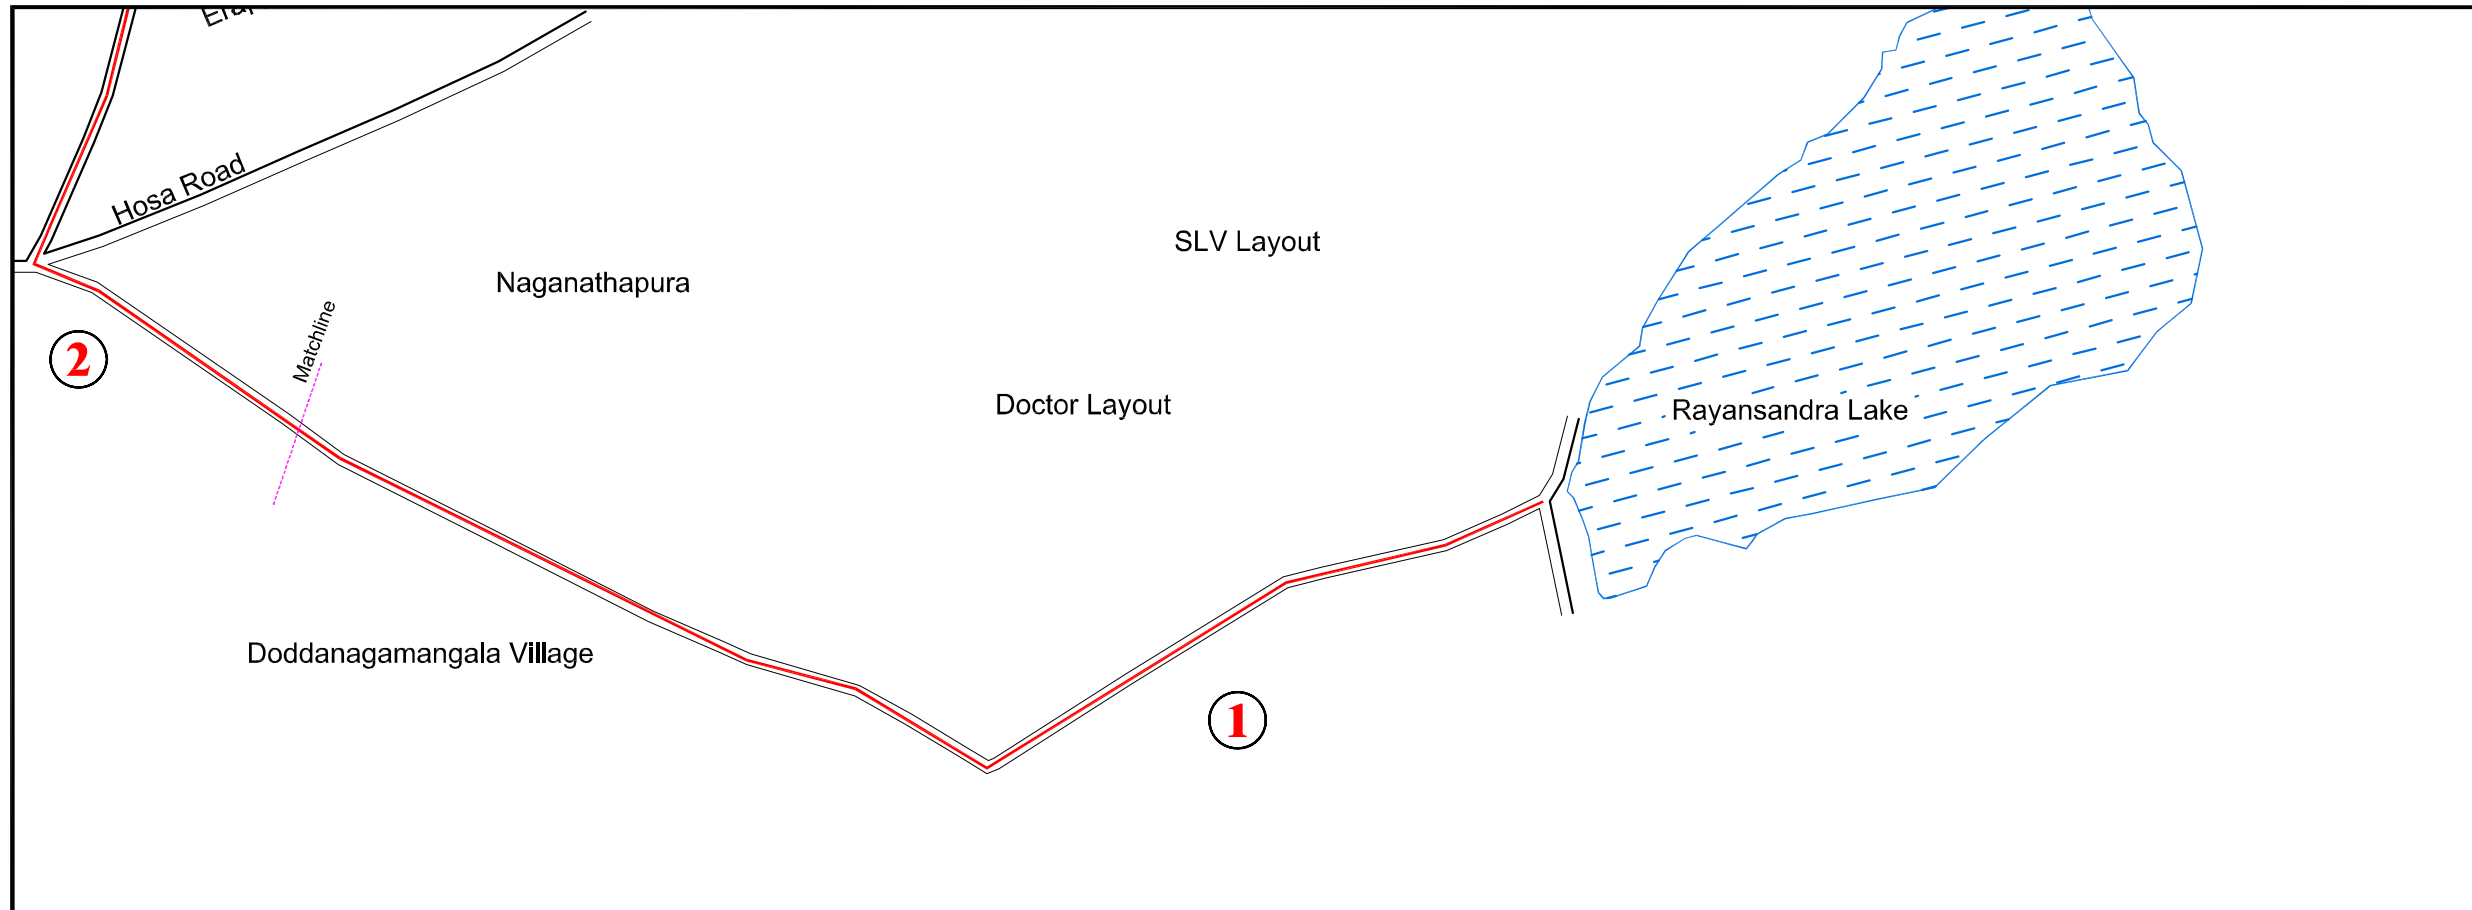 Hosa Road
SLV Layout
Naganathapura
Matchline
2
Doctor Layout
Rayansandra Lake
Doddanagamangala Village
1